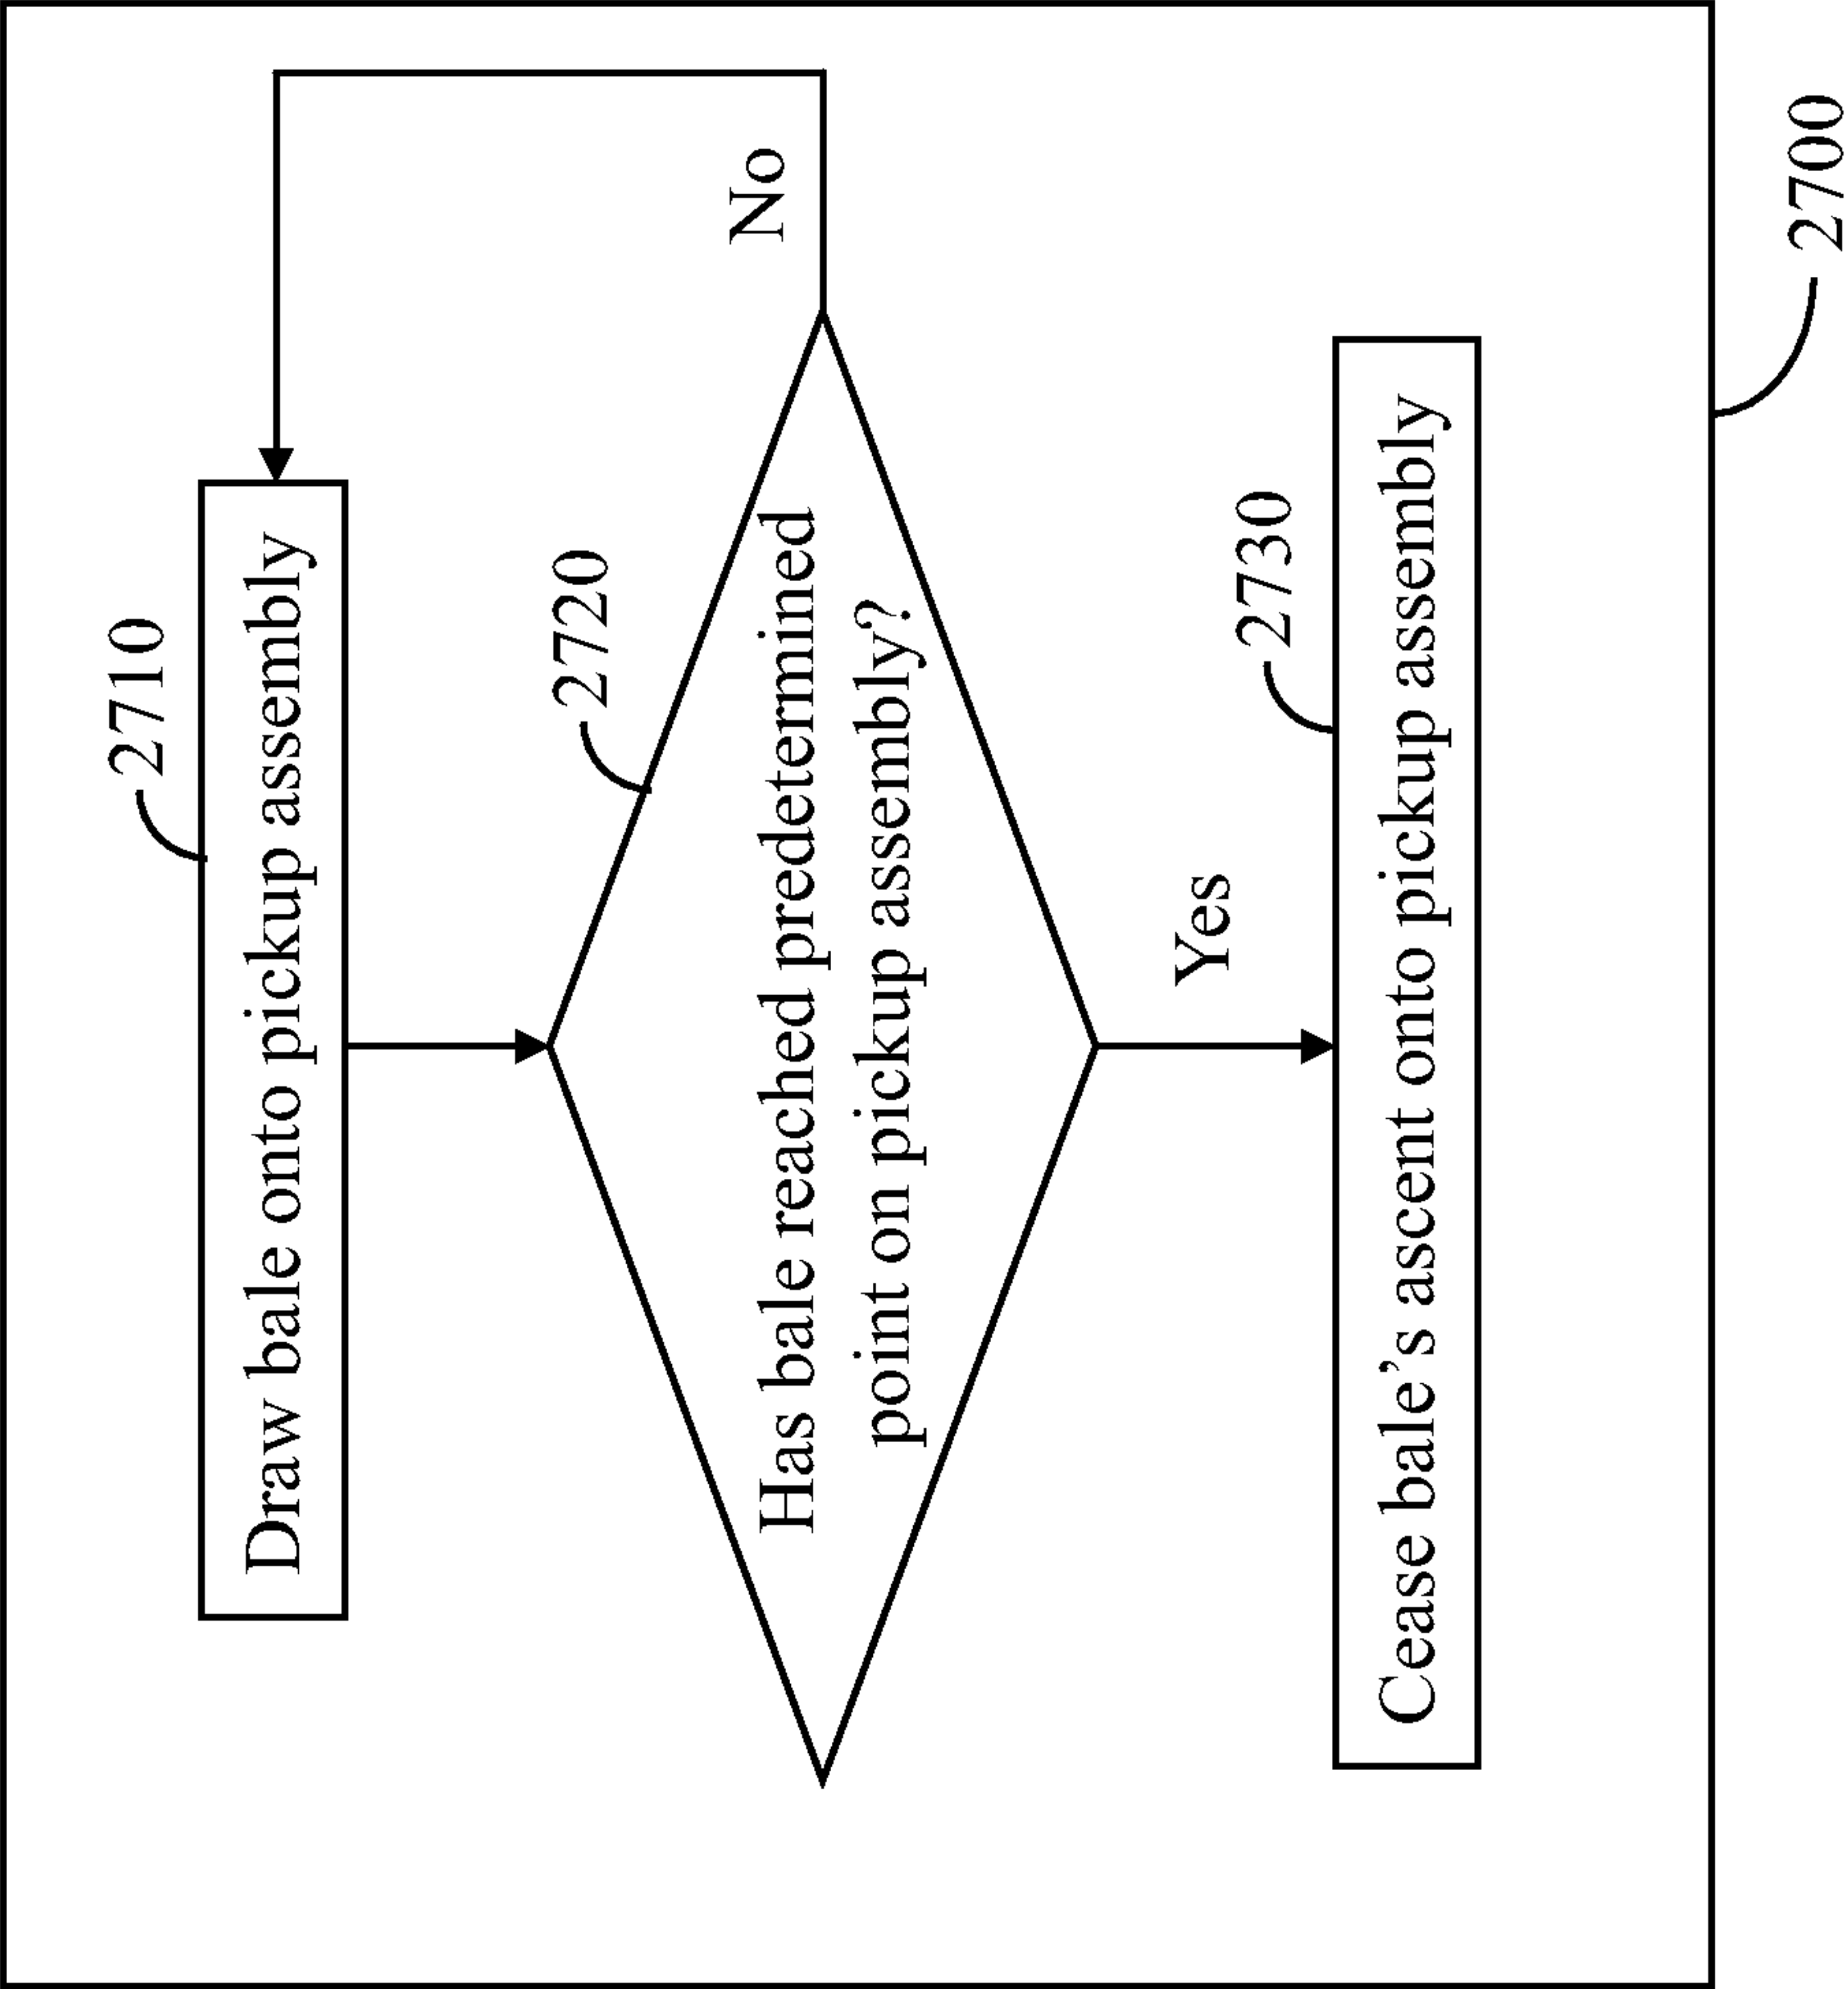 2710
Draw bale onto pickup assembly
2720
No
Has bale reached predetermined
point on pickup assembly?
Yes
2730
Cease bale’s ascent onto pickup assembly
2700